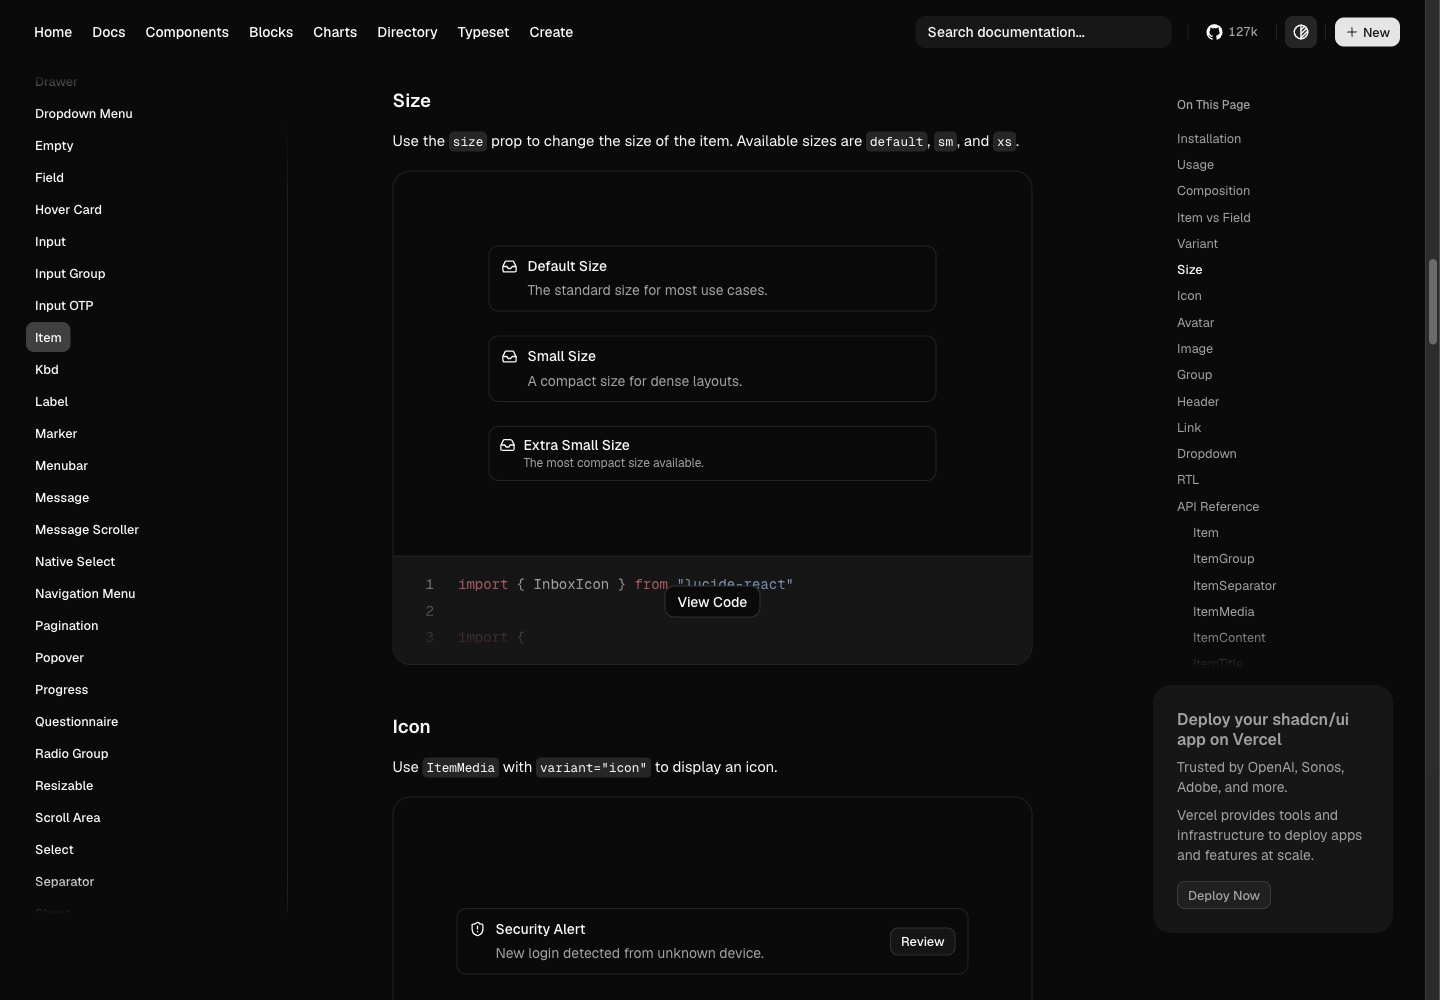 Home Docs Components Blocks Charts Directory Typeset Create
Search documentation...
127k
New
Drawer
Dropdown Menu
Empty
Field
Hover Card
Input
Input Group
Input OTP
Item
Kbd
Label
Marker
Menubar
Message
Message Scroller
Native Select
Navigation Menu
Pagination
Popover
Progress
Questionnaire
Radio Group
Resizable
Scroll Area
Select
Separator
Size
Use the size prop to change the size of the item. Available sizes are default, sm, and xs.
Default Size
The standard size for most use cases.
Small Size
A compact size for dense layouts.
Extra Small Size
The most compact size available.
1 import { InboxIcon } from "lucide-react"
View Code
2
3 import {
Icon
Use ItemMedia with variant="icon" to display an icon.
Security Alert
New login detected from unknown device.
Review
On This Page
Installation
Usage
Composition
Item vs Field
Variant
Size
Icon
Avatar
Image
Group
Header
Link
Dropdown
RTL
API Reference
Item
ItemGroup
ItemSeparator
ItemMedia
ItemContent
ItemTitle
Deploy your shadcn/ui
app on Vercel
Trusted by OpenAI, Sonos,
Adobe, and more.
Vercel provides tools and
infrastructure to deploy apps
and features at scale.
Deploy Now